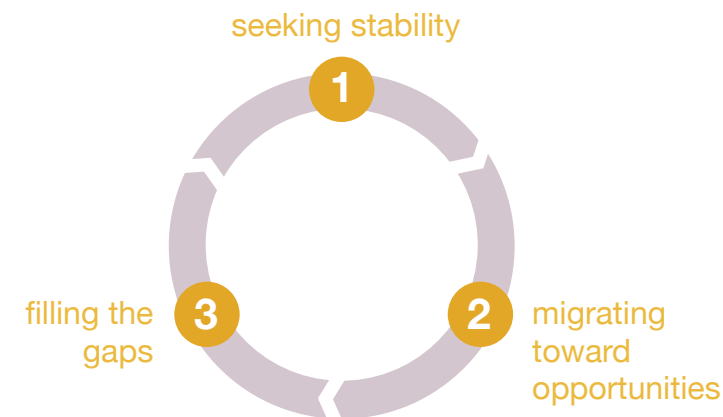 seeking stability
1
filling the
gaps
3
2
migrating
toward
opportunities